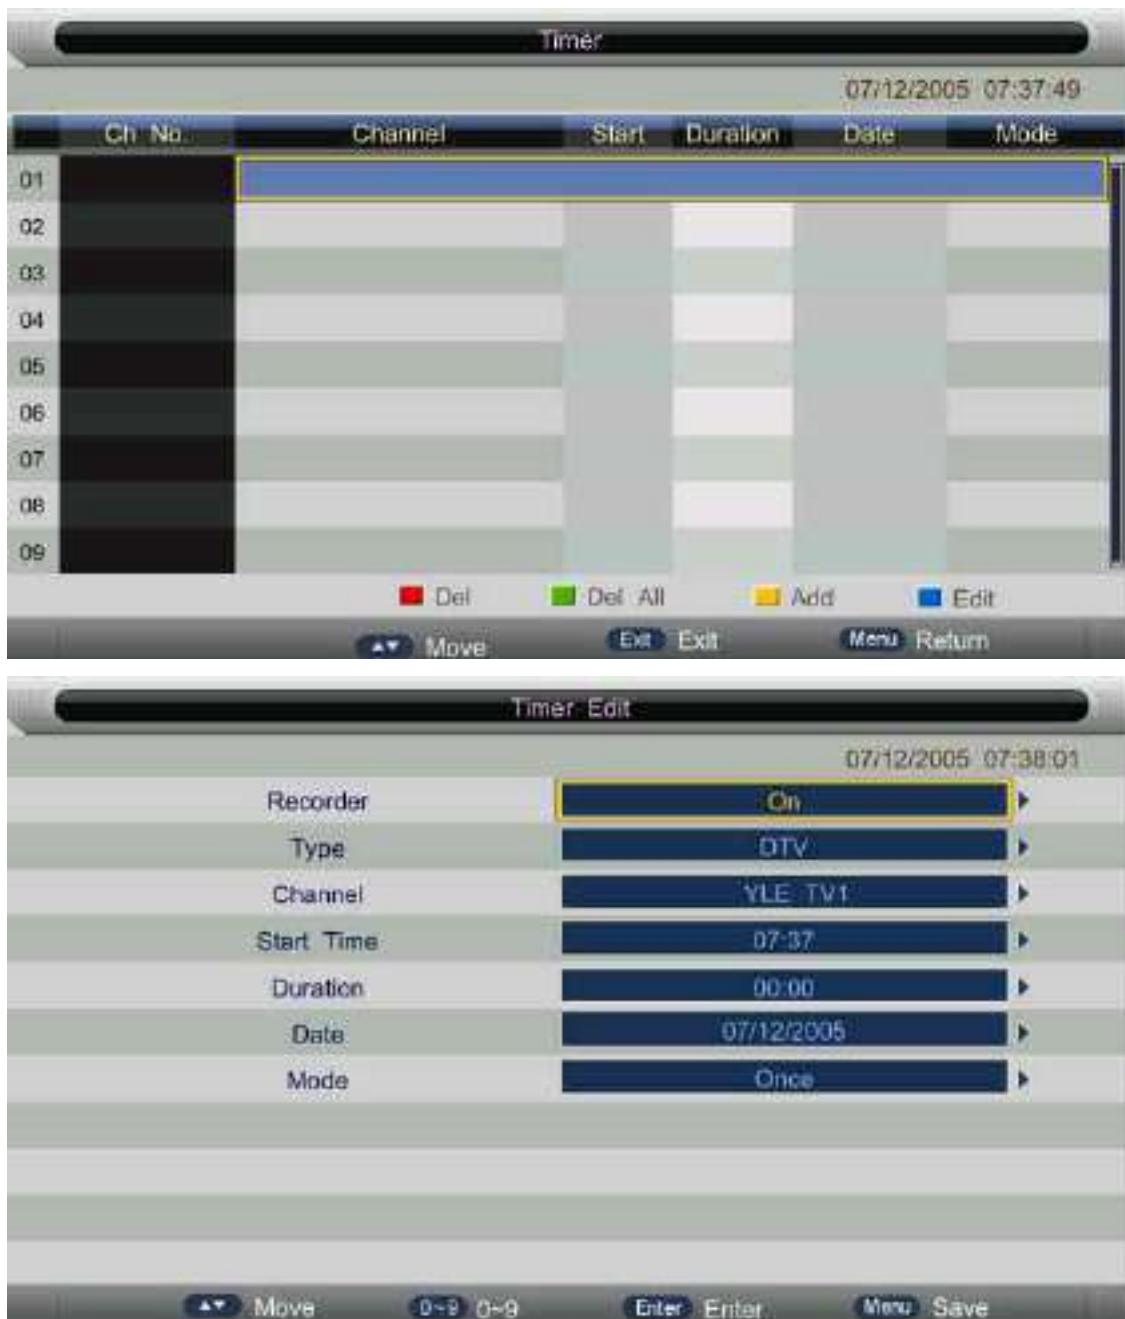 Timer
07/12/2005 07:37:49
Ch No. Channel Start Duration Date Mode
01
02
03
04
05
06
07
08
09
Del Del All Add Edit
▲▼ Move Exit Exit Menu Return
Timer Edit
07/12/2005 07:38:01
Recorder On
Type DTV
Channel YLE TV1
Start Time 07:37
Duration 00:00
Date 07/12/2005
Mode Once
▲▼ Move 0~9 0~9 Enter Enter Menu Save